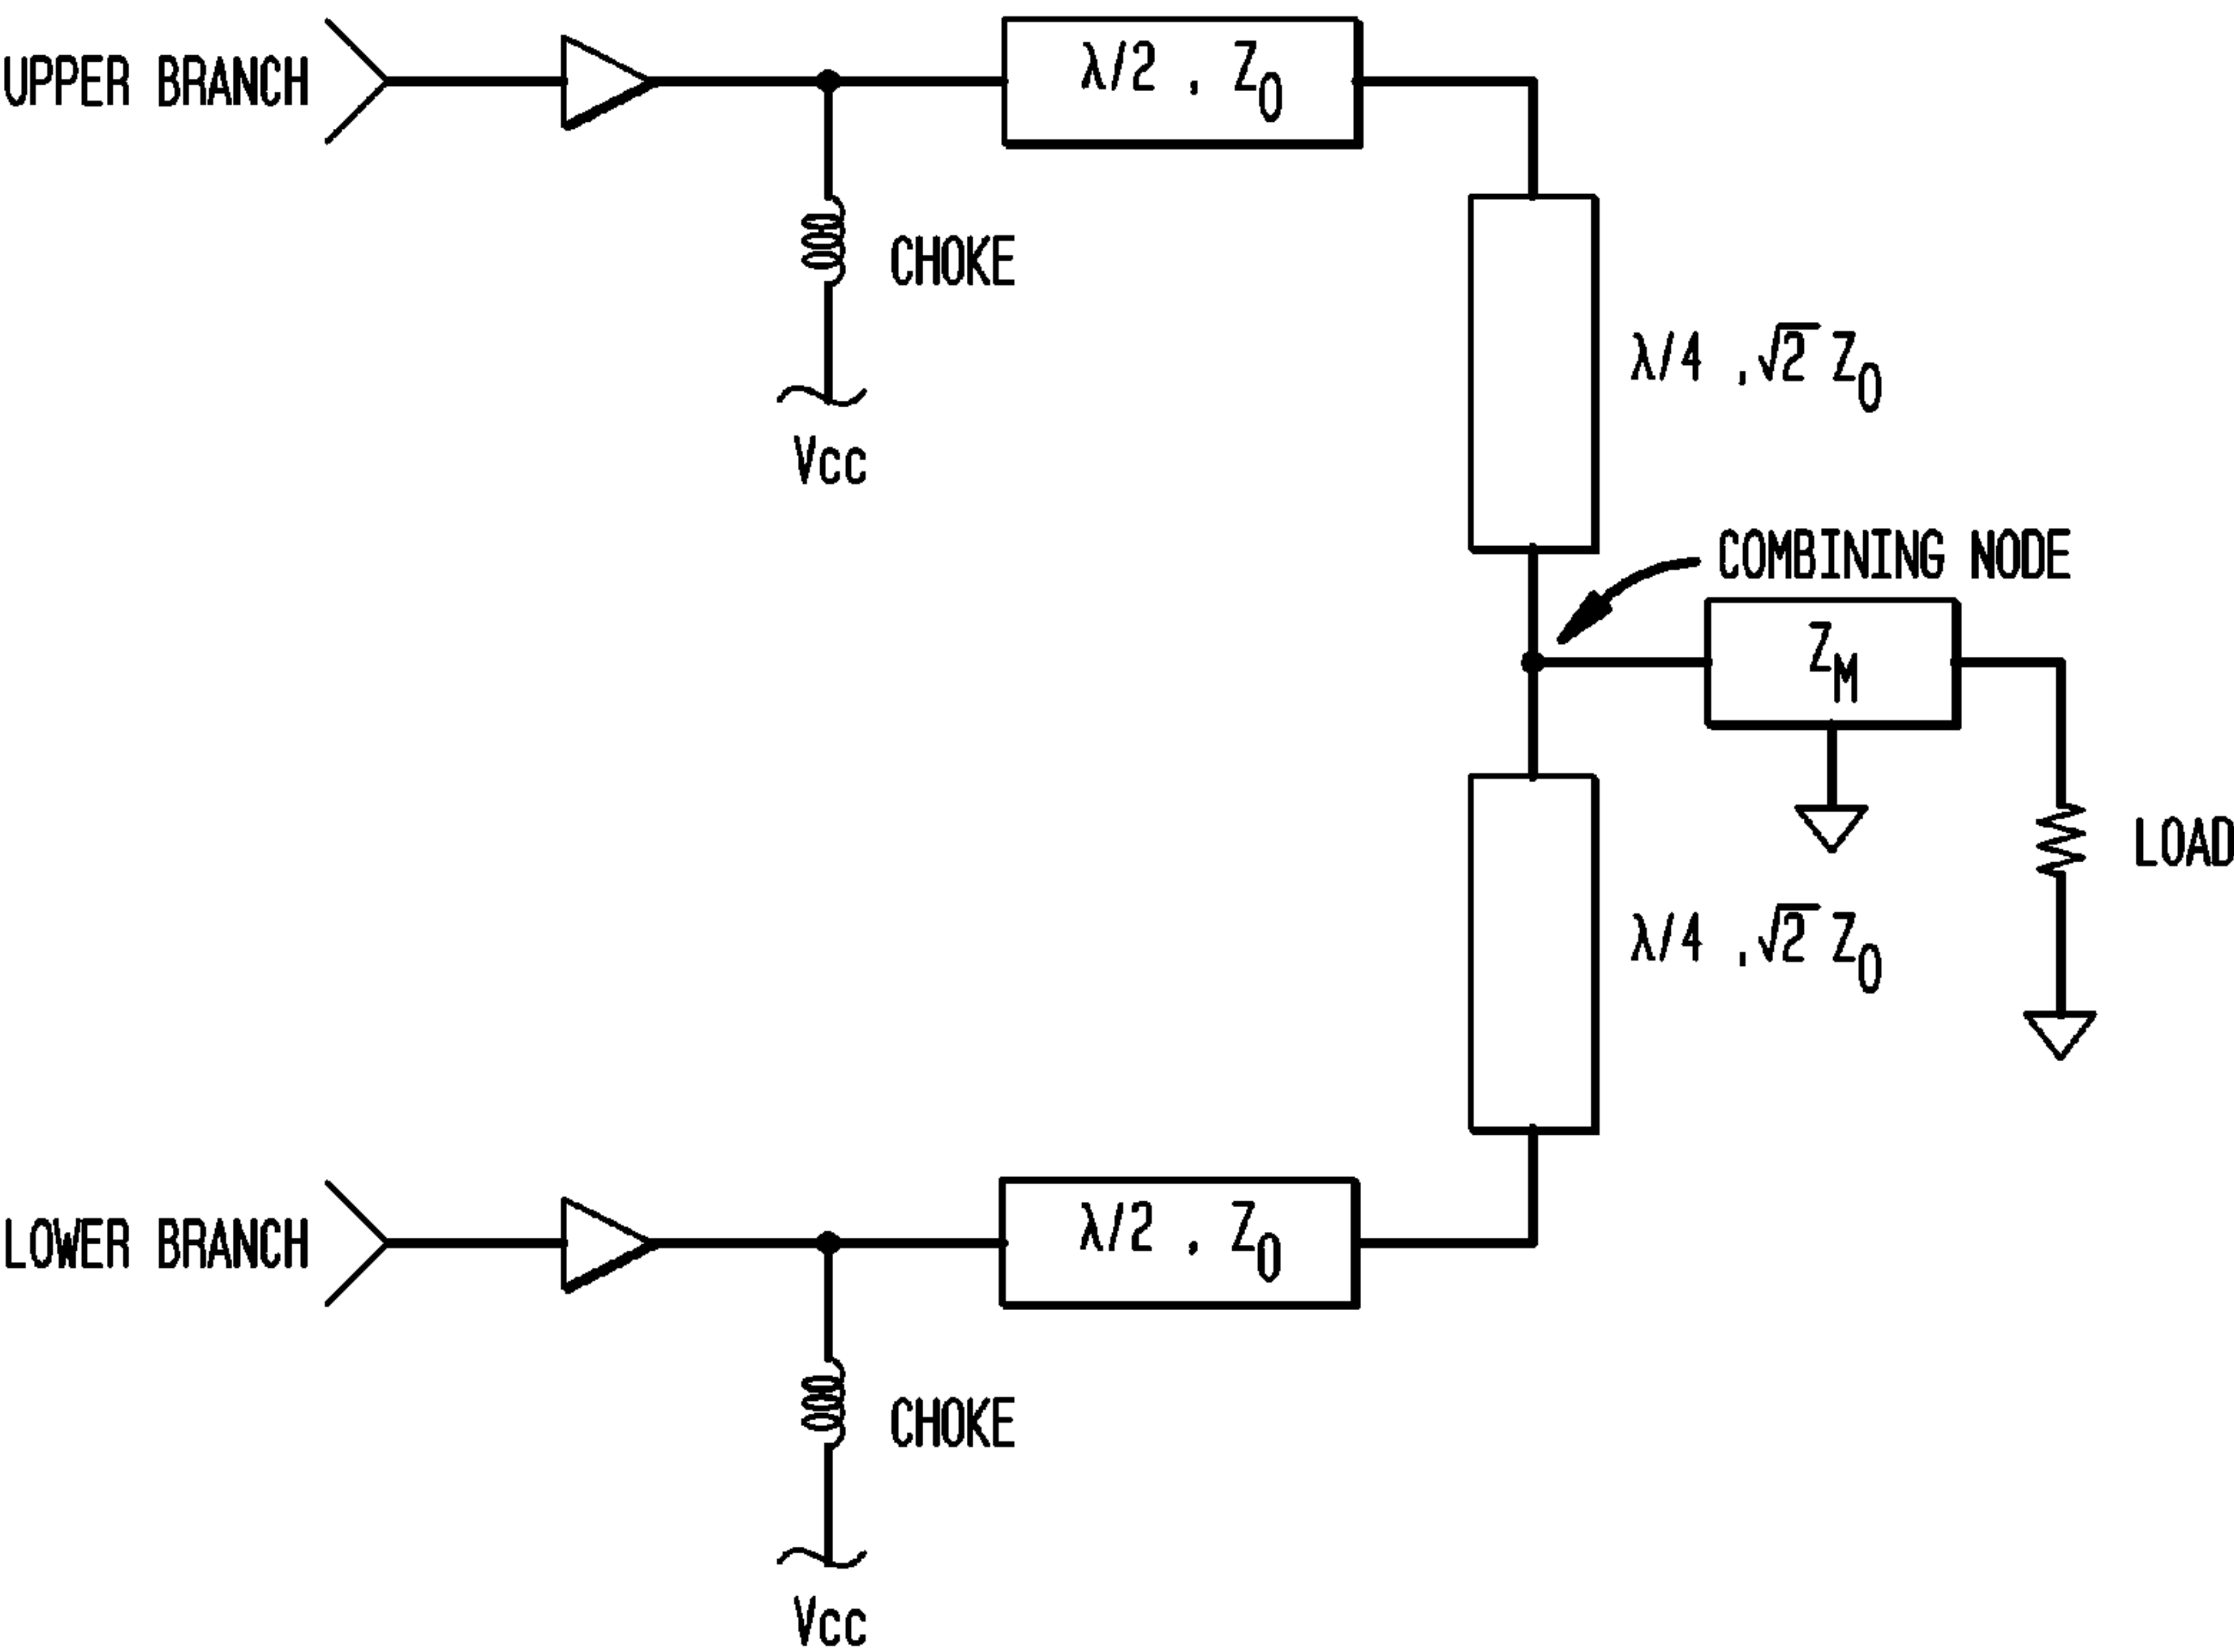 UPPER BRANCH
λ/2 , Z0
CHOKE
Vcc
λ/4 ,√2 Z0
COMBINING NODE
ZM
LOAD
λ/4 ,√2 Z0
LOWER BRANCH
λ/2 , Z0
CHOKE
Vcc